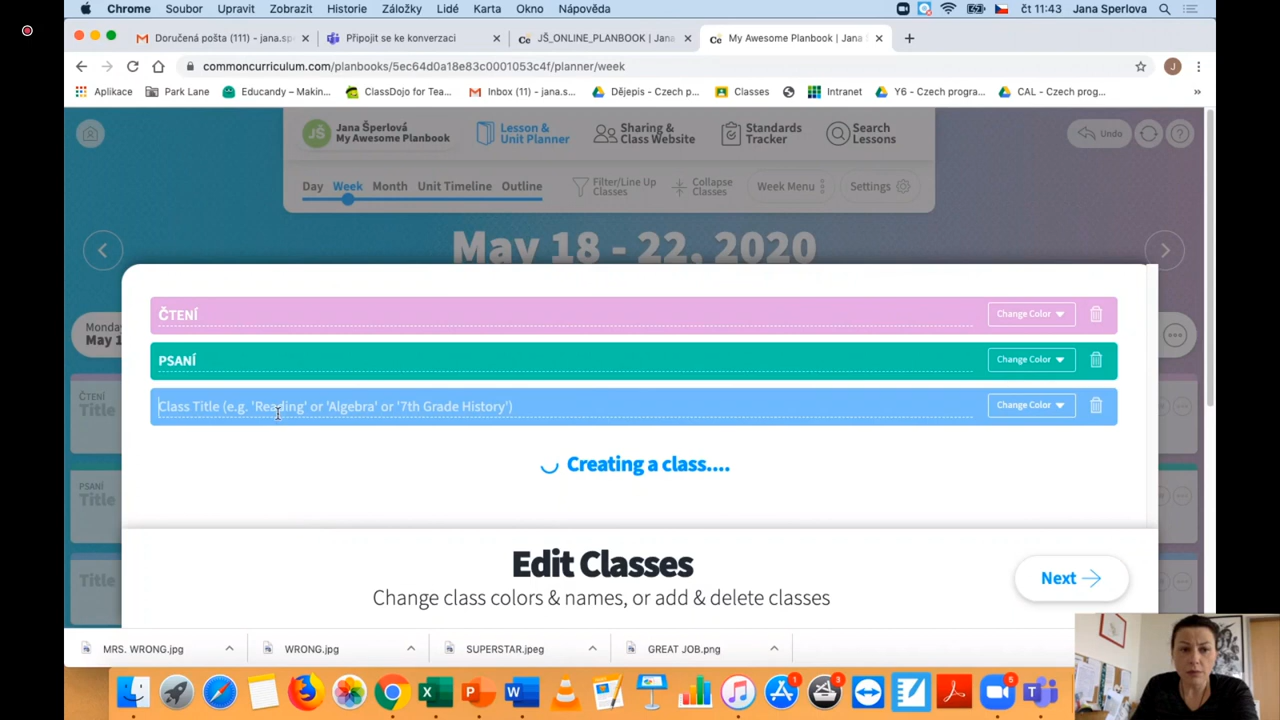 Chrome Soubor Upravit Zobrazit Historie Záložky Lidé Karta Okno Nápověda čt 11:43 Jana Sperlova
Doručená pošta (111) - jana.sp Připojit se ke konverzaci JŠ_ONLINE_PLANBOOK | Jana My Awesome Planbook | Jana
commoncurriculum.com/planbooks/5ec64d0a18e83c0001053c4f/planner/week
Aplikace Park Lane Educandy – Makin... ClassDojo for Tea... Inbox (11) - jana.s... Dějepis - Czech p... Classes Intranet Y6 - Czech progra... CAL - Czech prog...
JŠ Jana Šperlová
My Awesome Planbook
Lesson &
Unit Planner
Sharing &
Class Website
Standards
Tracker
Search
Lessons
Undo
Day Week Month Unit Timeline Outline
Filter/Line Up
Classes
Collapse
Classes
Week Menu Settings
May 18 - 22, 2020
Monday
May 1
ČTENÍ
Title
PSANÍ
Title
Title
ČTENÍ Change Color
PSANÍ Change Color
Class Title (e.g. 'Reading' or 'Algebra' or '7th Grade History') Change Color
Creating a class....
Edit Classes
Change class colors & names, or add & delete classes
Next
MRS. WRONG.jpg WRONG.jpg SUPERSTAR.jpeg GREAT JOB.png
1 3 5